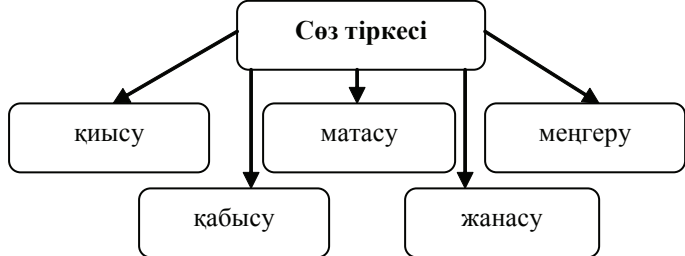 Сөз тіркесі
қиысу
матасу
меңгеру
қабысу
жанасу